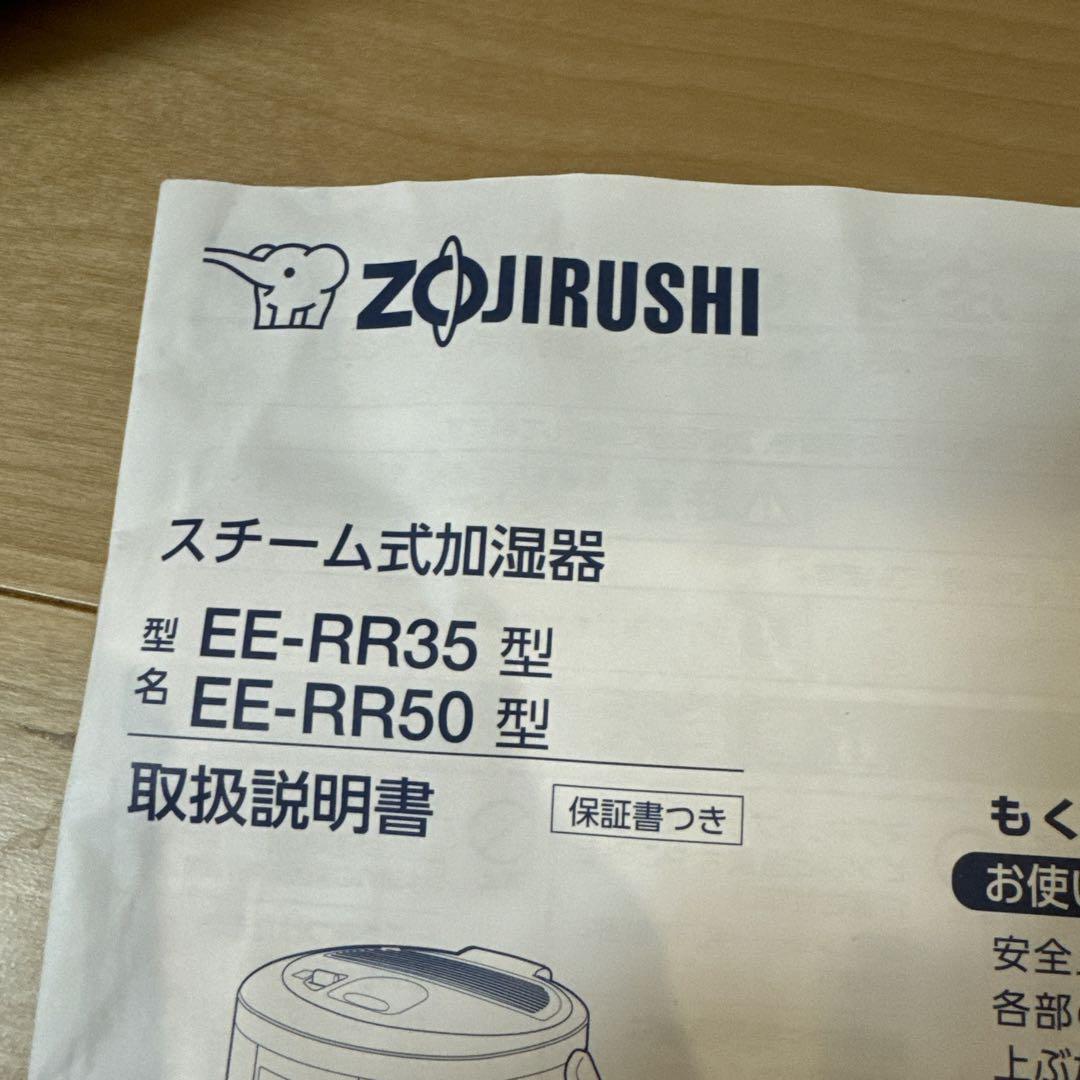 ZOJIRUSHI
スチーム式加湿器
型名
EE-RR35 型
EE-RR50 型
取扱説明書
保証書つき
もく
お使い
安全
各部
上ぶ